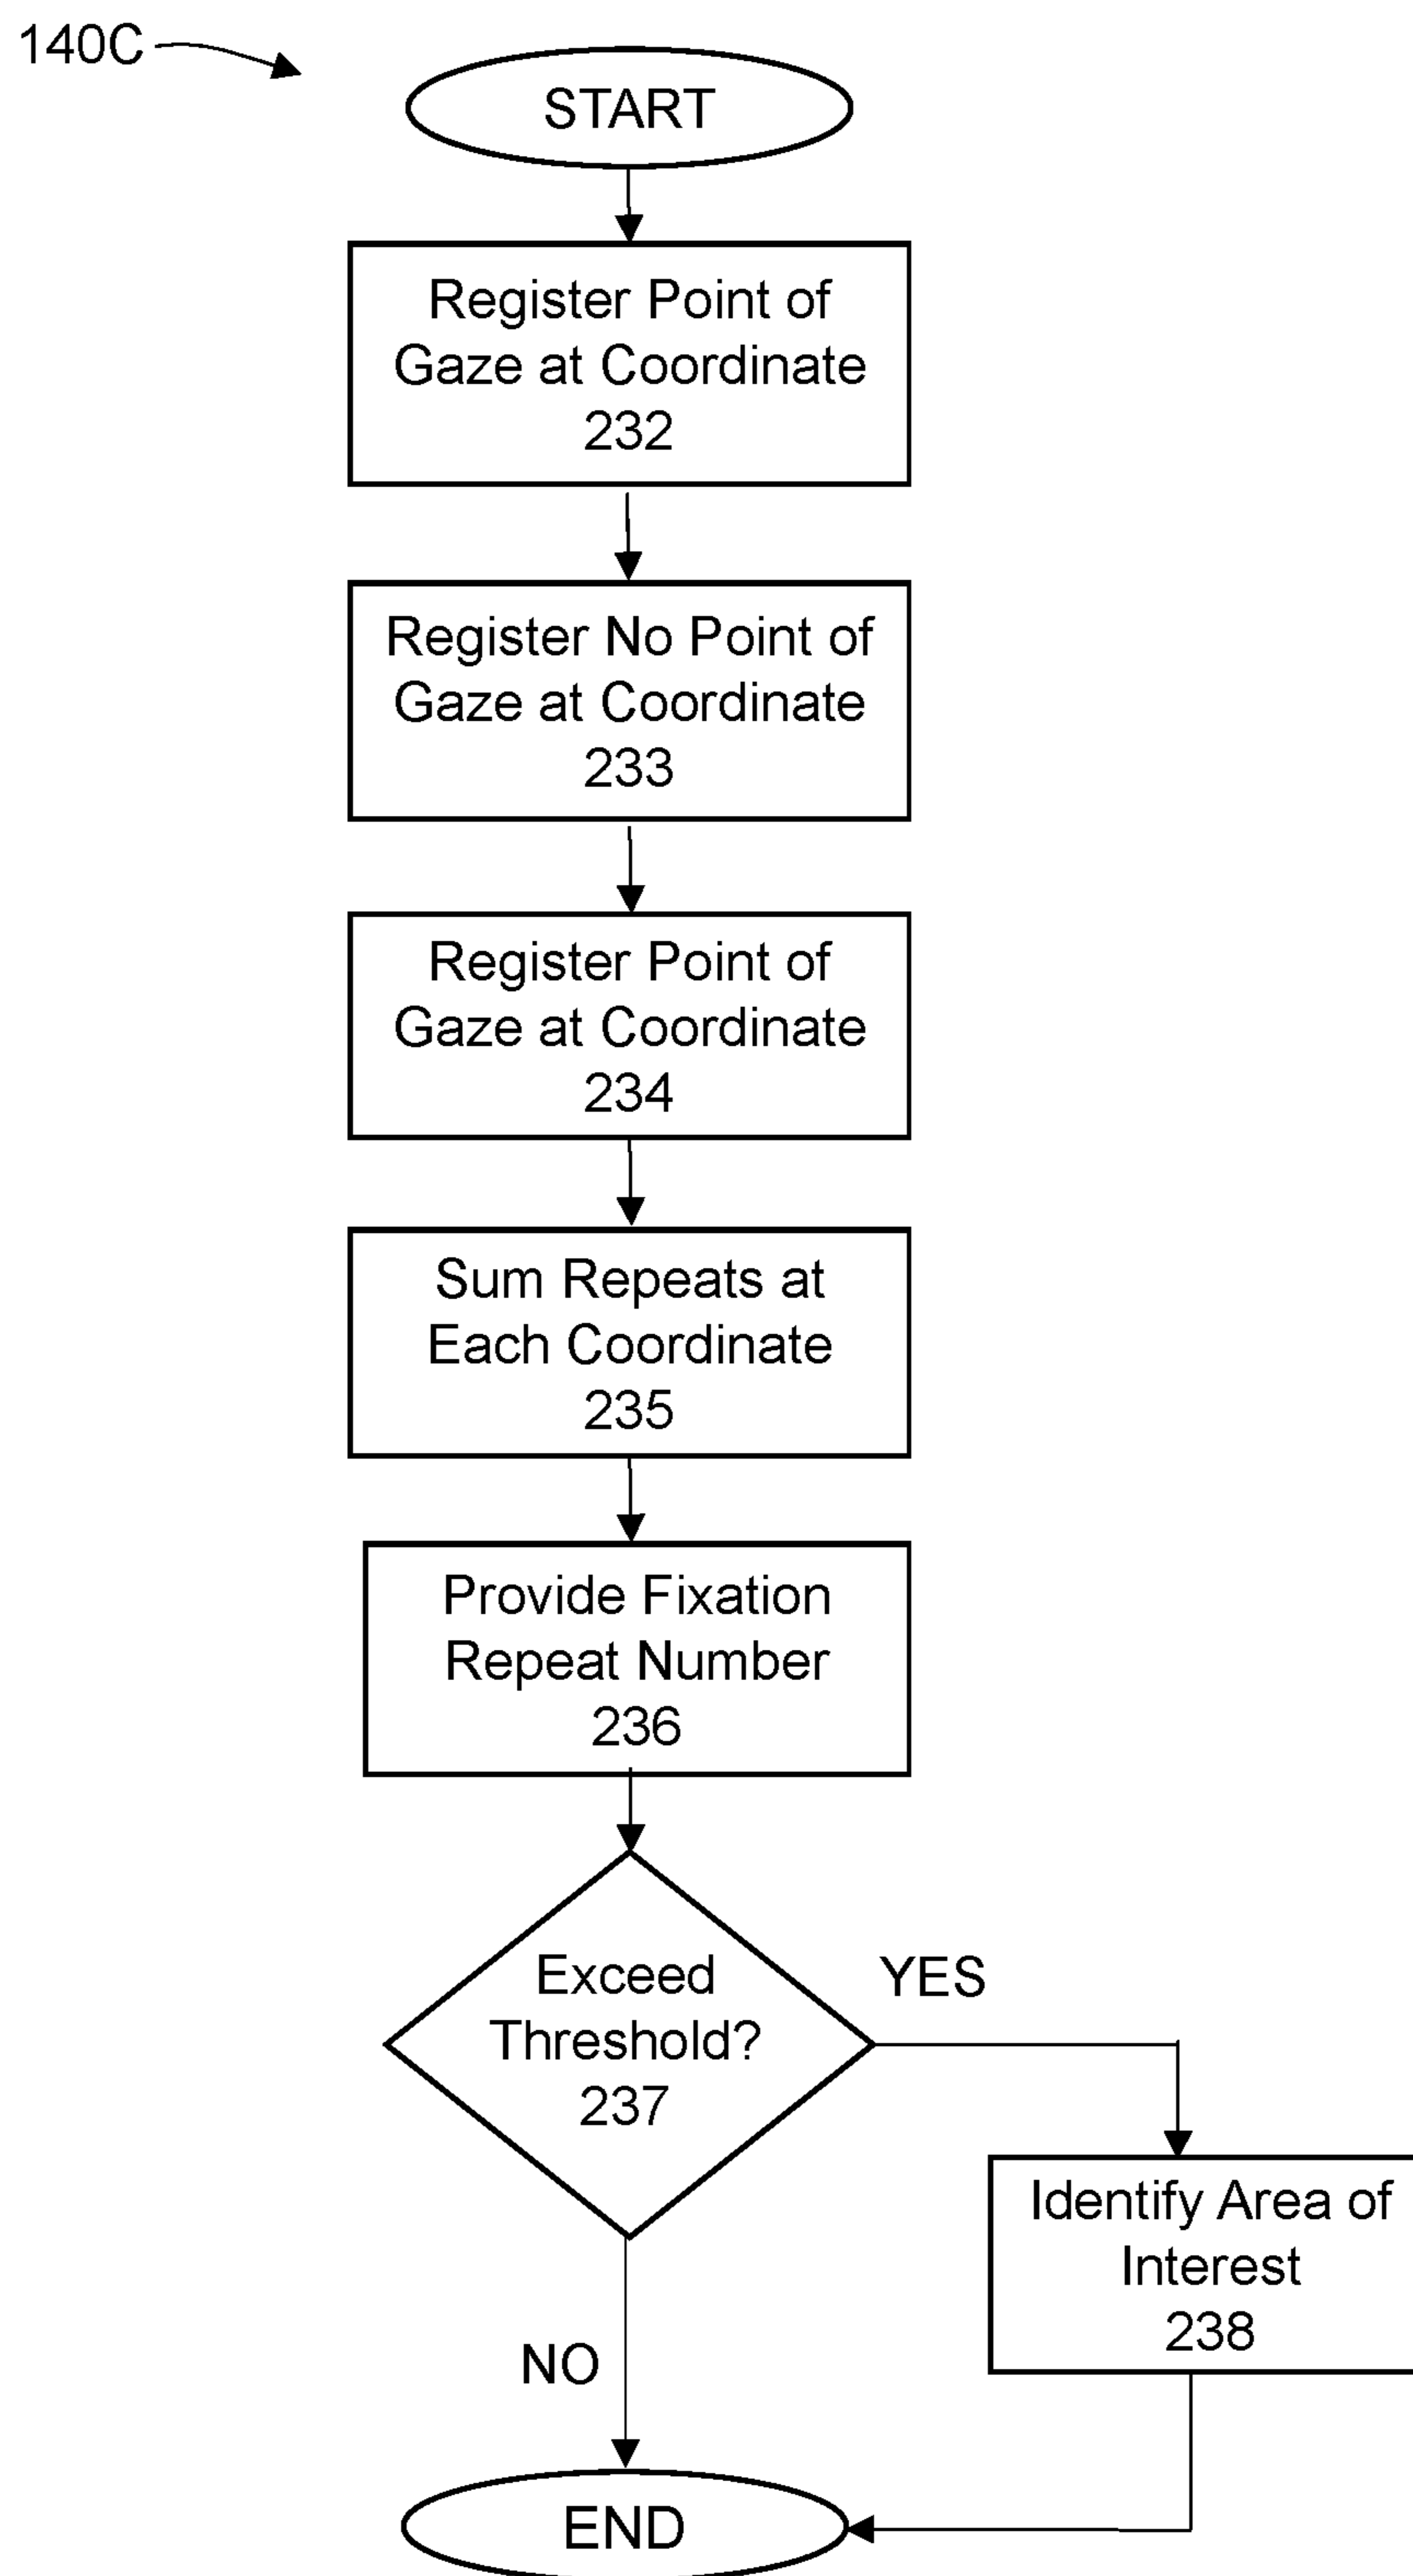 140C
START
Register Point of
Gaze at Coordinate
232
Register No Point of
Gaze at Coordinate
233
Register Point of
Gaze at Coordinate
234
Sum Repeats at
Each Coordinate
235
Provide Fixation
Repeat Number
236
Exceed
Threshold?
237
YES
Identify Area of
Interest
238
NO
END